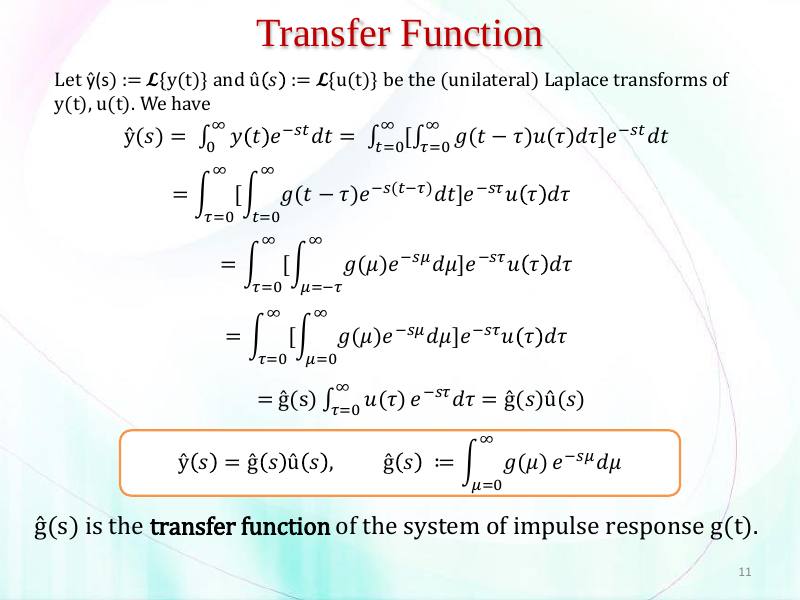 Transfer Function
Let ŷ(s) := 𝓛{y(t)} and û(𝑠) := 𝓛{u(t)} be the (unilateral) Laplace transforms of
y(t), u(t). We have
ŷ(𝑠) = ∫₀^∞ 𝑦(𝑡)𝑒^{−𝑠𝑡}𝑑𝑡 = ∫_{𝑡=0}^∞ [∫_{𝜏=0}^∞ 𝑔(𝑡 − 𝜏)𝑢(𝜏)𝑑𝜏]𝑒^{−𝑠𝑡}𝑑𝑡
= ∫_{𝜏=0}^∞ [∫_{𝑡=0}^∞ 𝑔(𝑡 − 𝜏)𝑒^{−𝑠(𝑡−𝜏)}𝑑𝑡]𝑒^{−𝑠𝜏}𝑢(𝜏)𝑑𝜏
= ∫_{𝜏=0}^∞ [∫_{𝜇=−𝜏}^∞ 𝑔(𝜇)𝑒^{−𝑠𝜇}𝑑𝜇]𝑒^{−𝑠𝜏}𝑢(𝜏)𝑑𝜏
= ∫_{𝜏=0}^∞ [∫_{𝜇=0}^∞ 𝑔(𝜇)𝑒^{−𝑠𝜇}𝑑𝜇]𝑒^{−𝑠𝜏}𝑢(𝜏)𝑑𝜏
= ĝ(s) ∫_{𝜏=0}^∞ 𝑢(𝜏) 𝑒^{−𝑠𝜏} 𝑑𝜏 = ĝ(𝑠)û(𝑠)
ŷ(𝑠) = ĝ(𝑠)û(𝑠), ĝ(𝑠) ≔ ∫_{𝜇=0}^∞ 𝑔(𝜇) 𝑒^{−𝑠𝜇}𝑑𝜇
ĝ(s) is the transfer function of the system of impulse response g(t).
11